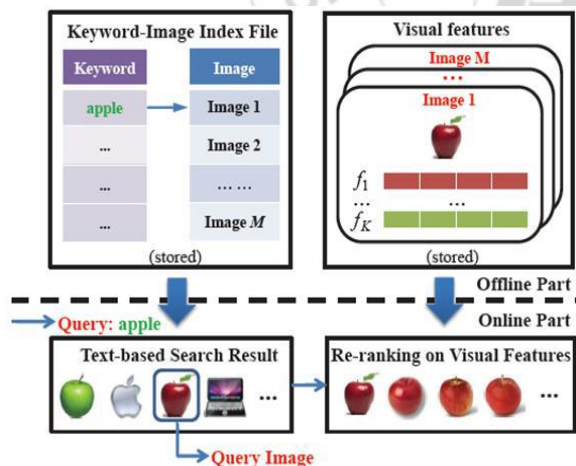 Keyword-Image Index File
Keyword
Image
apple
Image 1
...
Image 2
...
... ...
...
Image M
(stored)
Visual features
Image M
...
Image 1
f1
...
...
fK
(stored)
Offline Part
Online Part
Query: apple
Text-based Search Result
...
Query Image
Re-ranking on Visual Features
...